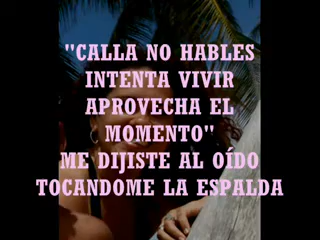 "CALLA NO HABLES
INTENTA VIVIR
APROVECHA EL
MOMENTO"
ME DIJISTE AL OÍDO
TOCANDOME LA ESPALDA